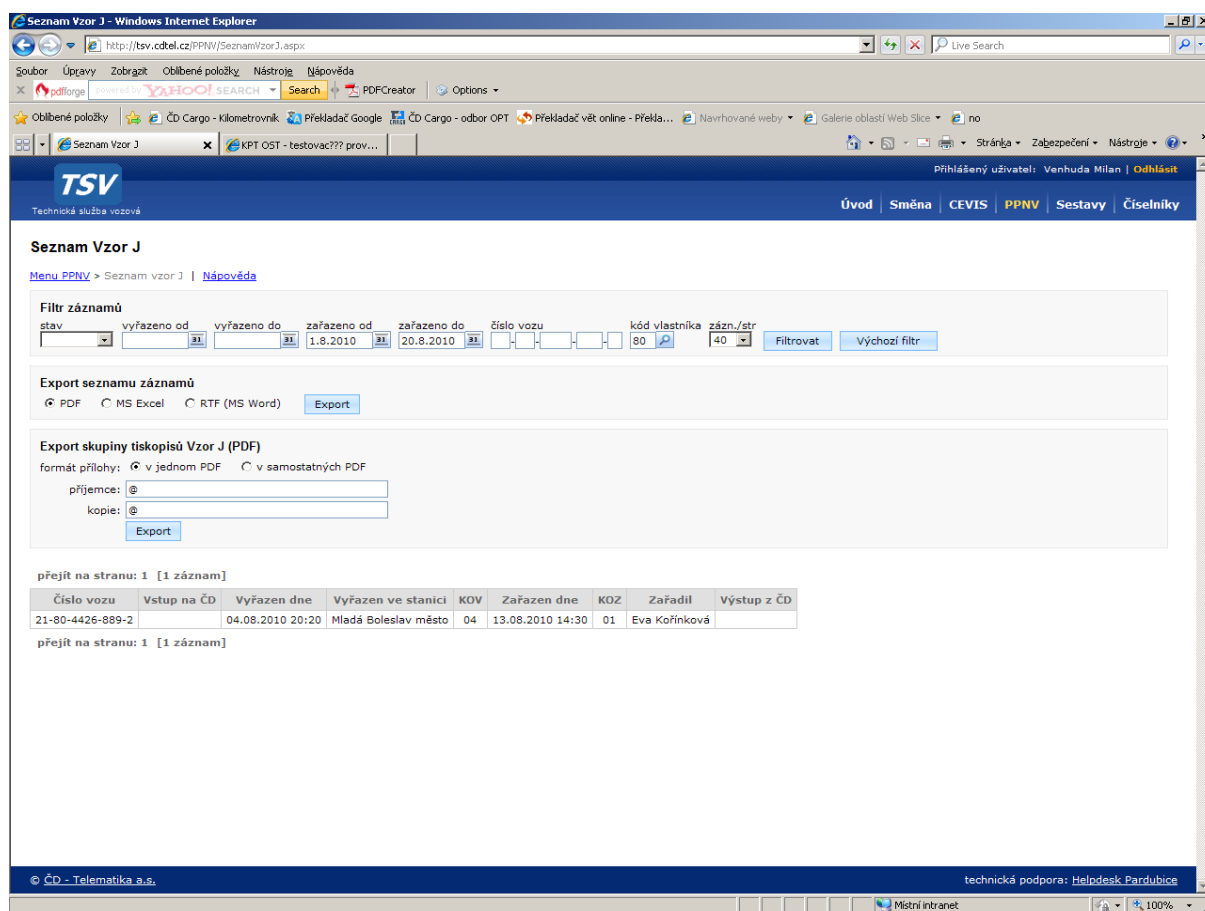 Seznam Vzor J - Windows Internet Explorer
http://tsv.cdtel.cz/PPNV/SeznamVzorJ.aspx
Live Search
Soubor Úpravy Zobrazit Oblíbené položky Nástroje Nápověda
pdfforge powered by YAHOO! SEARCH Search PDFCreator Options
Oblíbené položky ČD Cargo - Kilometrovník Překladač Google ČD Cargo - odbor OPT Překladač vět online - Překla... Navrhované weby Galerie oblastí Web Slice no
Seznam Vzor J KPT OST - testovac??? prov... Stránka Zabezpečení Nástroje
Přihlášený uživatel: Venhuda Milan | Odhlásit
TSV
Technická služba vozová
Úvod Směna CEVIS PPNV Sestavy Číselníky
Seznam Vzor J
Menu PPNV > Seznam vzor J | Nápověda
Filtr záznamů
stav vyřazeno od vyřazeno do zařazeno od zařazeno do číslo vozu kód vlastníka zázn./str
31 31 1.8.2010 31 20.8.2010 31 - - - - 80 40 Filtrovat Výchozí filtr
Export seznamu záznamů
PDF MS Excel RTF (MS Word) Export
Export skupiny tiskopisů Vzor J (PDF)
formát přílohy: v jednom PDF v samostatných PDF
příjemce: @
kopie: @
Export
přejít na stranu: 1 [1 záznam]
Číslo vozu Vstup na ČD Vyřazen dne Vyřazen ve stanici KOV Zařazen dne KOZ Zařadil Výstup z ČD
21-80-4426-889-2 04.08.2010 20:20 Mladá Boleslav město 04 13.08.2010 14:30 01 Eva Kořínková
přejít na stranu: 1 [1 záznam]
© ČD - Telematika a.s. technická podpora: Helpdesk Pardubice
Místní intranet 100%